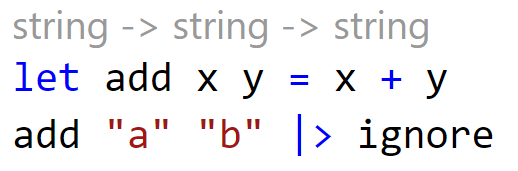 string -> string -> string
let add x y = x + y
add "a" "b" |> ignore